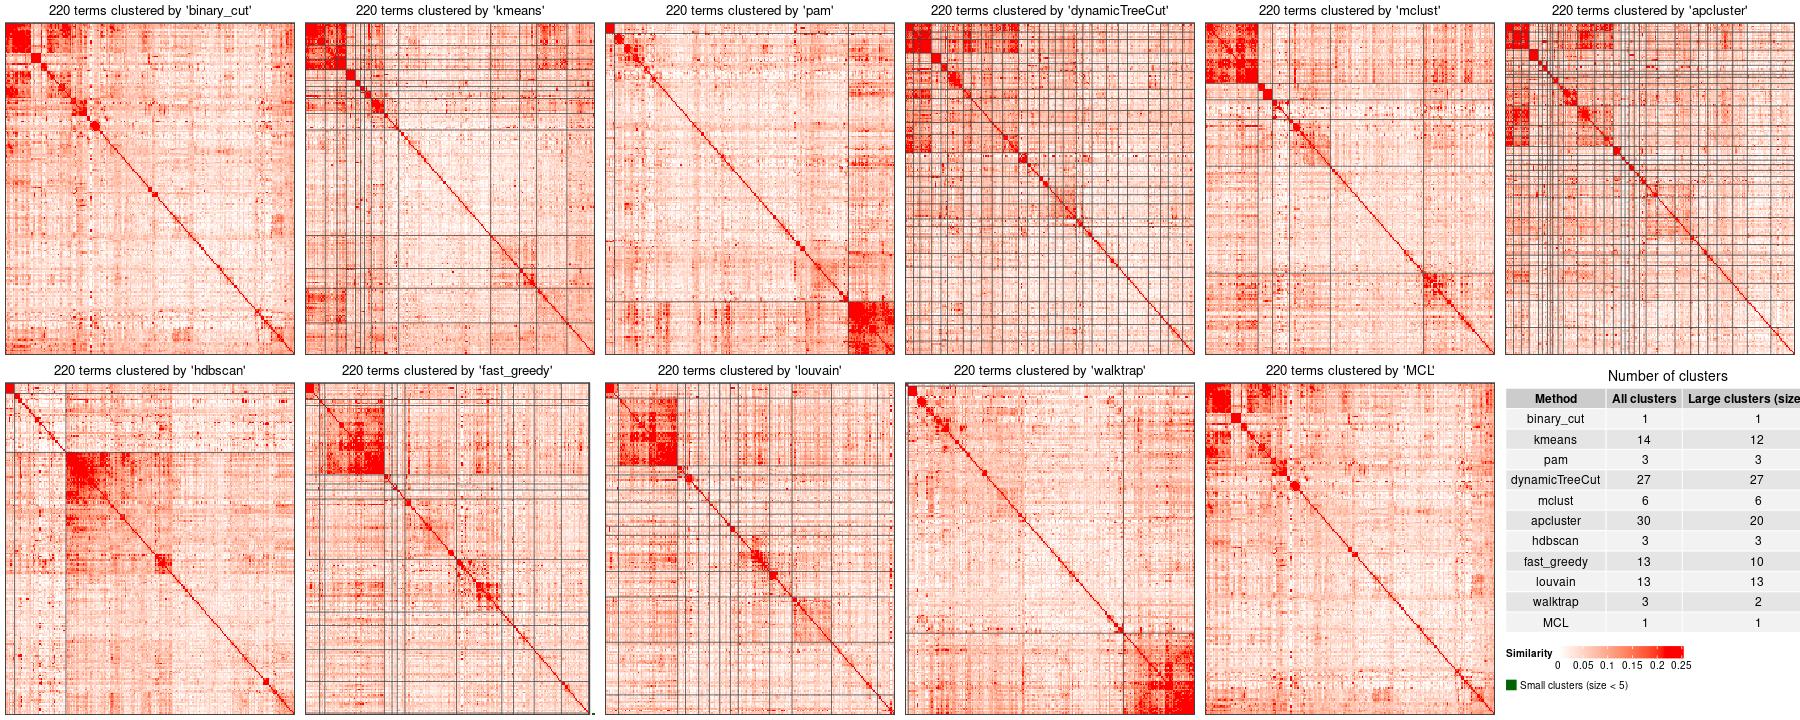 220 terms clustered by 'binary_cut'
220 terms clustered by 'kmeans'
220 terms clustered by 'pam'
220 terms clustered by 'dynamicTreeCut'
220 terms clustered by 'mclust'
220 terms clustered by 'apcluster'
220 terms clustered by 'hdbscan'
220 terms clustered by 'fast_greedy'
220 terms clustered by 'louvain'
220 terms clustered by 'walktrap'
220 terms clustered by 'MCL'
Number of clusters
Method All clusters Large clusters (size
binary_cut 1 1
kmeans 14 12
pam 3 3
dynamicTreeCut 27 27
mclust 6 6
apcluster 30 20
hdbscan 3 3
fast_greedy 13 10
louvain 13 13
walktrap 3 2
MCL 1 1
Similarity
0 0.05 0.1 0.15 0.2 0.25
Small clusters (size < 5)